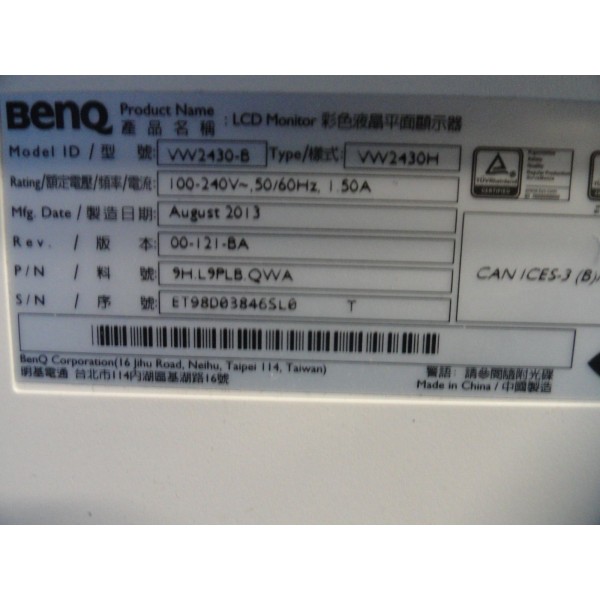 BenQ Product Name : LCD Monitor 彩色液晶平面顯示器
產品名稱
Model ID / 型 號: VW2430-B Type/樣式: VW2430H
Rating/額定電壓/頻率/電流: 100-240V~, 50/60Hz, 1.50A
Mfg. Date / 製造日期: August 2013
Rev. / 版 本: 00-121-BA
P/N / 料 號: 9H.L9PLB.QWA
S/N / 序 號: ET98D03846SL0 T
CAN ICES-3 (B)/
BenQ Corporation(16 Jihu Road, Neihu, Taipei 114, Taiwan)
明基電通 台北市114內湖區基湖路16號
警語: 請參閱隨附光碟
Made in China / 中國製造